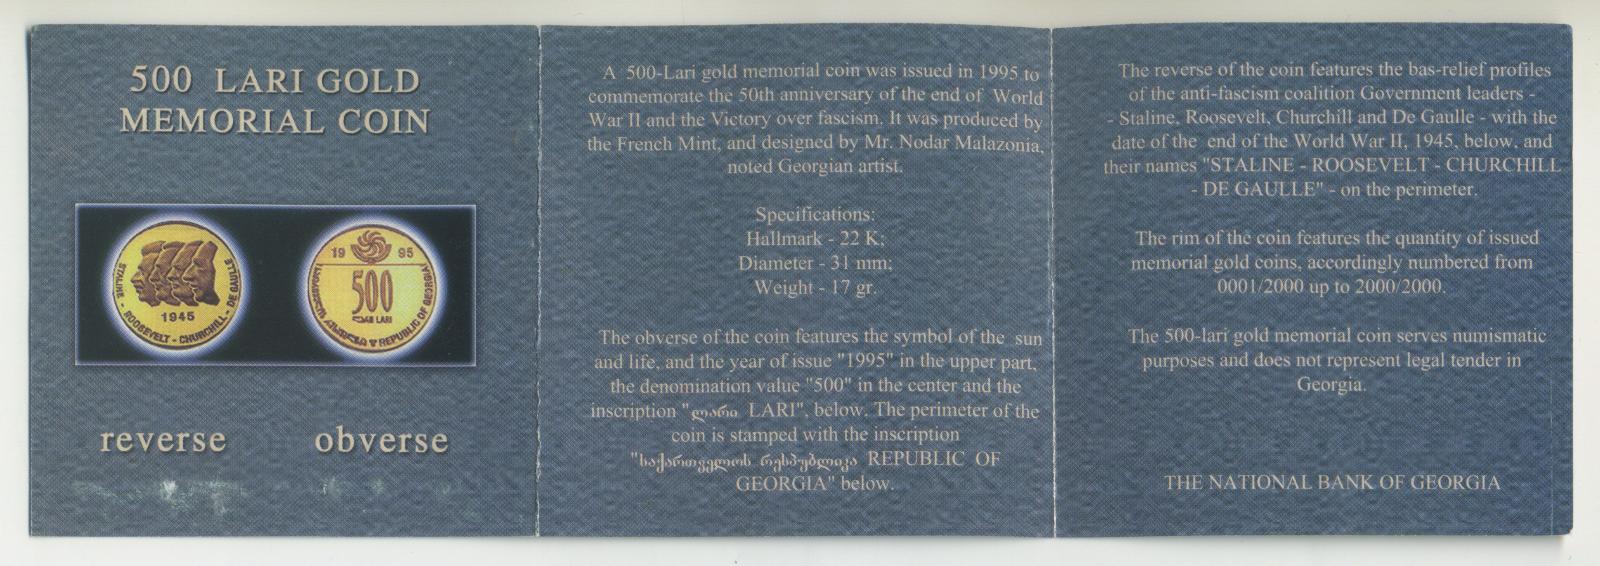 500 LARI GOLD
MEMORIAL COIN
STALINE - ROOSEVELT - CHURCHILL - DE GAULLE
1945
19 95
500
ლარი LARI
REPUBLIC OF GEORGIA
reverse obverse
A 500-Lari gold memorial coin was issued in 1995 to
commemorate the 50th anniversary of the end of World
War II and the Victory over fascism. It was produced by
the French Mint, and designed by Mr. Nodar Malazonia,
noted Georgian artist.
Specifications:
Hallmark - 22 K;
Diameter - 31 mm;
Weight - 17 gr.
The obverse of the coin features the symbol of the sun
and life, and the year of issue "1995" in the upper part,
the denomination value "500" in the center and the
inscription "ლარი LARI", below. The perimeter of the
coin is stamped with the inscription
"საქართველოს რესპუბლიკა REPUBLIC OF
GEORGIA" below.
The reverse of the coin features the bas-relief profiles
of the anti-fascism coalition Government leaders -
- Staline, Roosevelt, Churchill and De Gaulle - with the
date of the end of the World War II, 1945, below, and
their names "STALINE - ROOSEVELT - CHURCHILL
- DE GAULLE" - on the perimeter.
The rim of the coin features the quantity of issued
memorial gold coins, accordingly numbered from
0001/2000 up to 2000/2000.
The 500-lari gold memorial coin serves numismatic
purposes and does not represent legal tender in
Georgia.
THE NATIONAL BANK OF GEORGIA